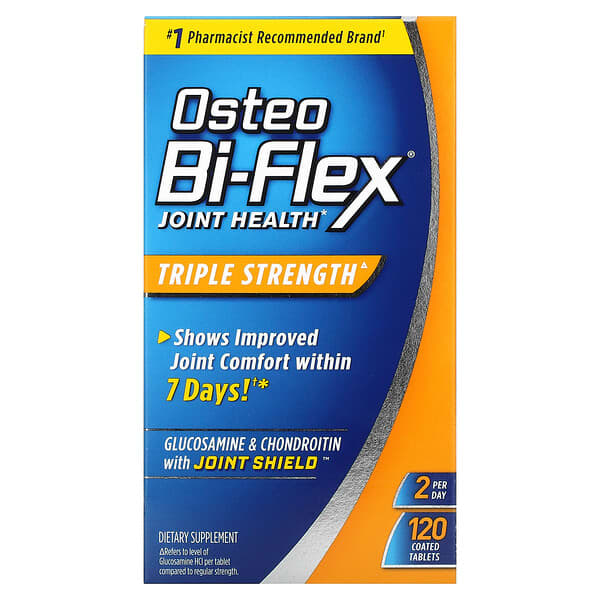 #1 Pharmacist Recommended Brand!
Osteo
Bi-Flex®
JOINT HEALTH*
TRIPLE STRENGTHΔ
Shows Improved
Joint Comfort within
7 Days!†*
GLUCOSAMINE & CHONDROITIN
with JOINT SHIELD™
2 PER DAY
120 COATED TABLETS
DIETARY SUPPLEMENT
ΔRefers to level of
Glucosamine HCl per tablet
compared to regular strength.